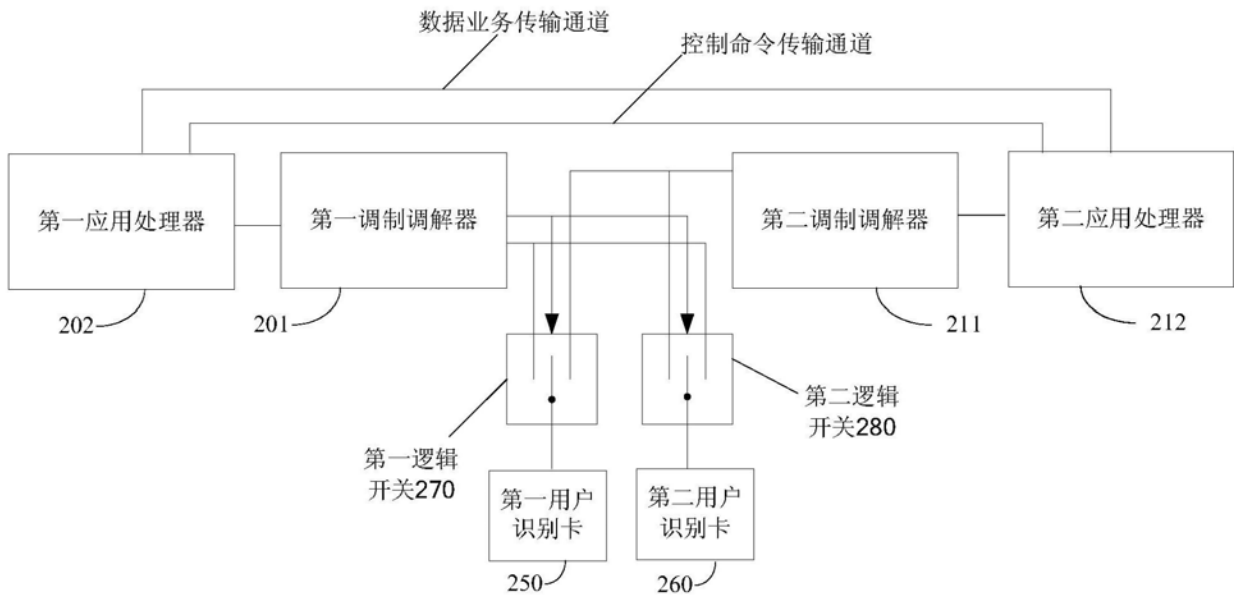 数据业务传输通道
控制命令传输通道
第一应用处理器
第一调制调解器
第二调制调解器
第二应用处理器
202
201
211
212
第一逻辑
开关270
第二逻辑
开关280
第一用户
识别卡
第二用户
识别卡
250
260